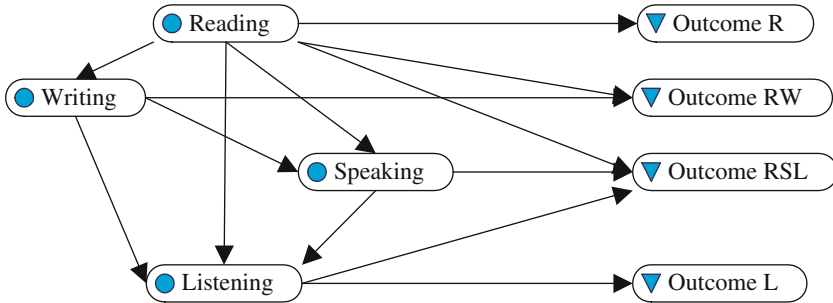 Reading
Outcome R
Writing
Outcome RW
Speaking
Outcome RSL
Listening
Outcome L